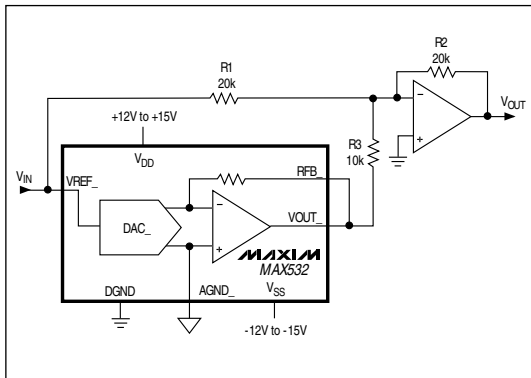 R2
20k
R1
20k
VOUT
+12V to +15V
R3
10k
VDD
RFB_
VIN
VREF_
DAC_
VOUT_
MAXIM
MAX532
DGND
AGND_
VSS
-12V to -15V
−
+
−
+